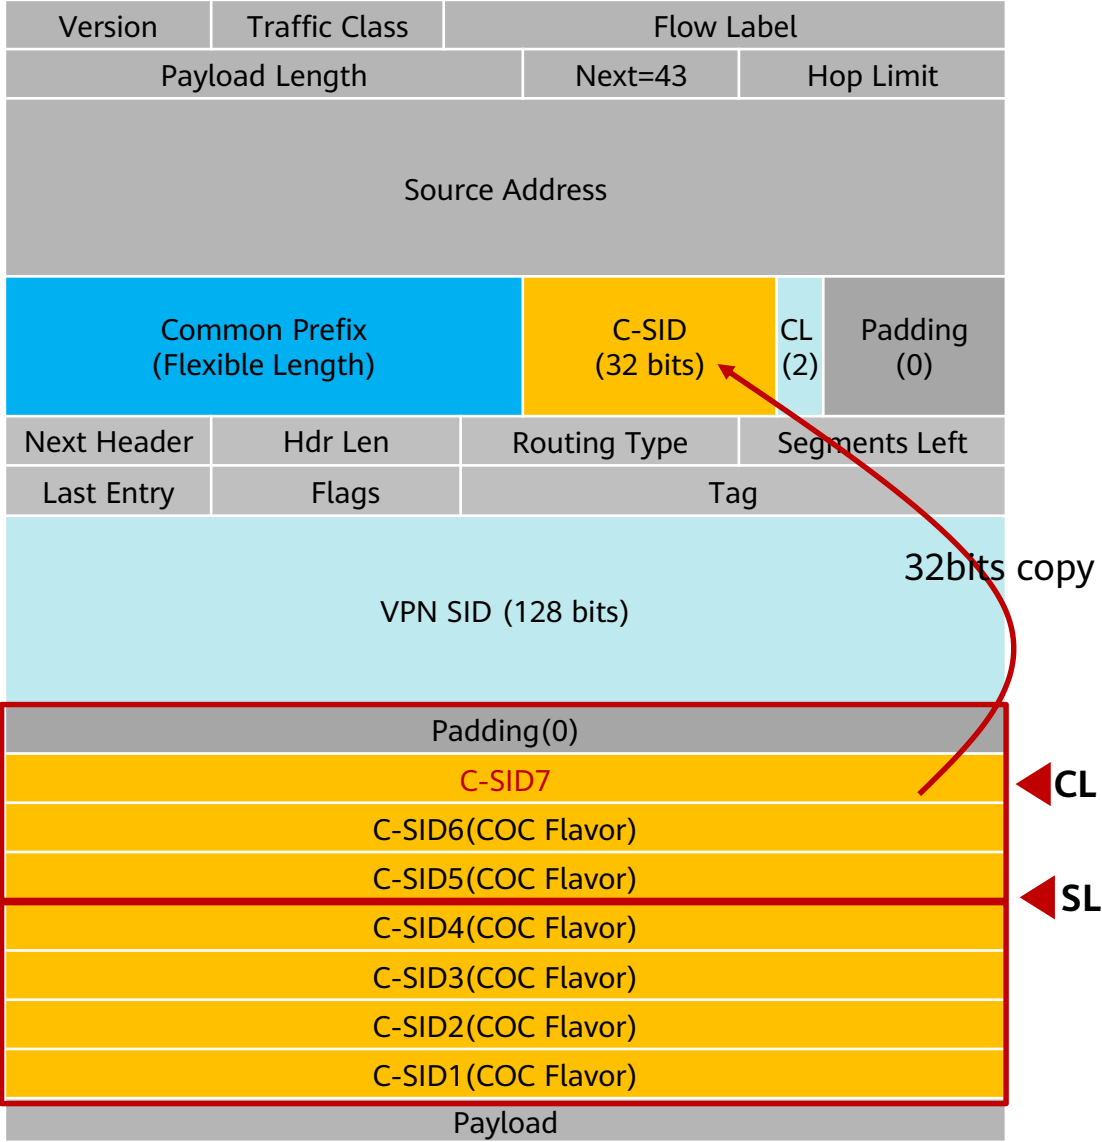 Version Traffic Class Flow Label
Payload Length Next=43 Hop Limit
Source Address
Common Prefix
(Flexible Length)
C-SID
(32 bits)
CL
(2)
Padding
(0)
Next Header Hdr Len Routing Type Segments Left
Last Entry Flags Tag
32bits copy
VPN SID (128 bits)
Padding(0)
C-SID7
CL
C-SID6(COC Flavor)
C-SID5(COC Flavor)
SL
C-SID4(COC Flavor)
C-SID3(COC Flavor)
C-SID2(COC Flavor)
C-SID1(COC Flavor)
Payload